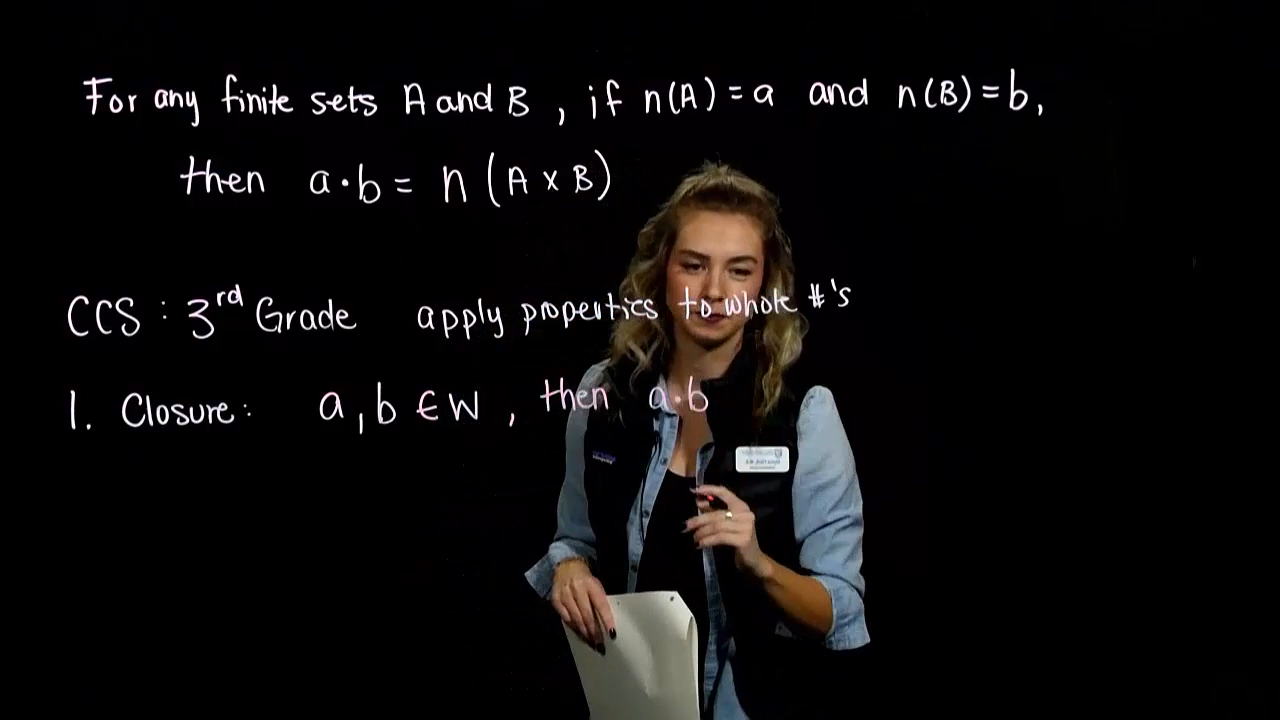 For any finite sets A and B, if n(A) = a and n(B) = b,
then a·b = n(A × B)
CCS: 3rd Grade apply properties to whole #'s
1. Closure: a, b ∈ W, then a·b